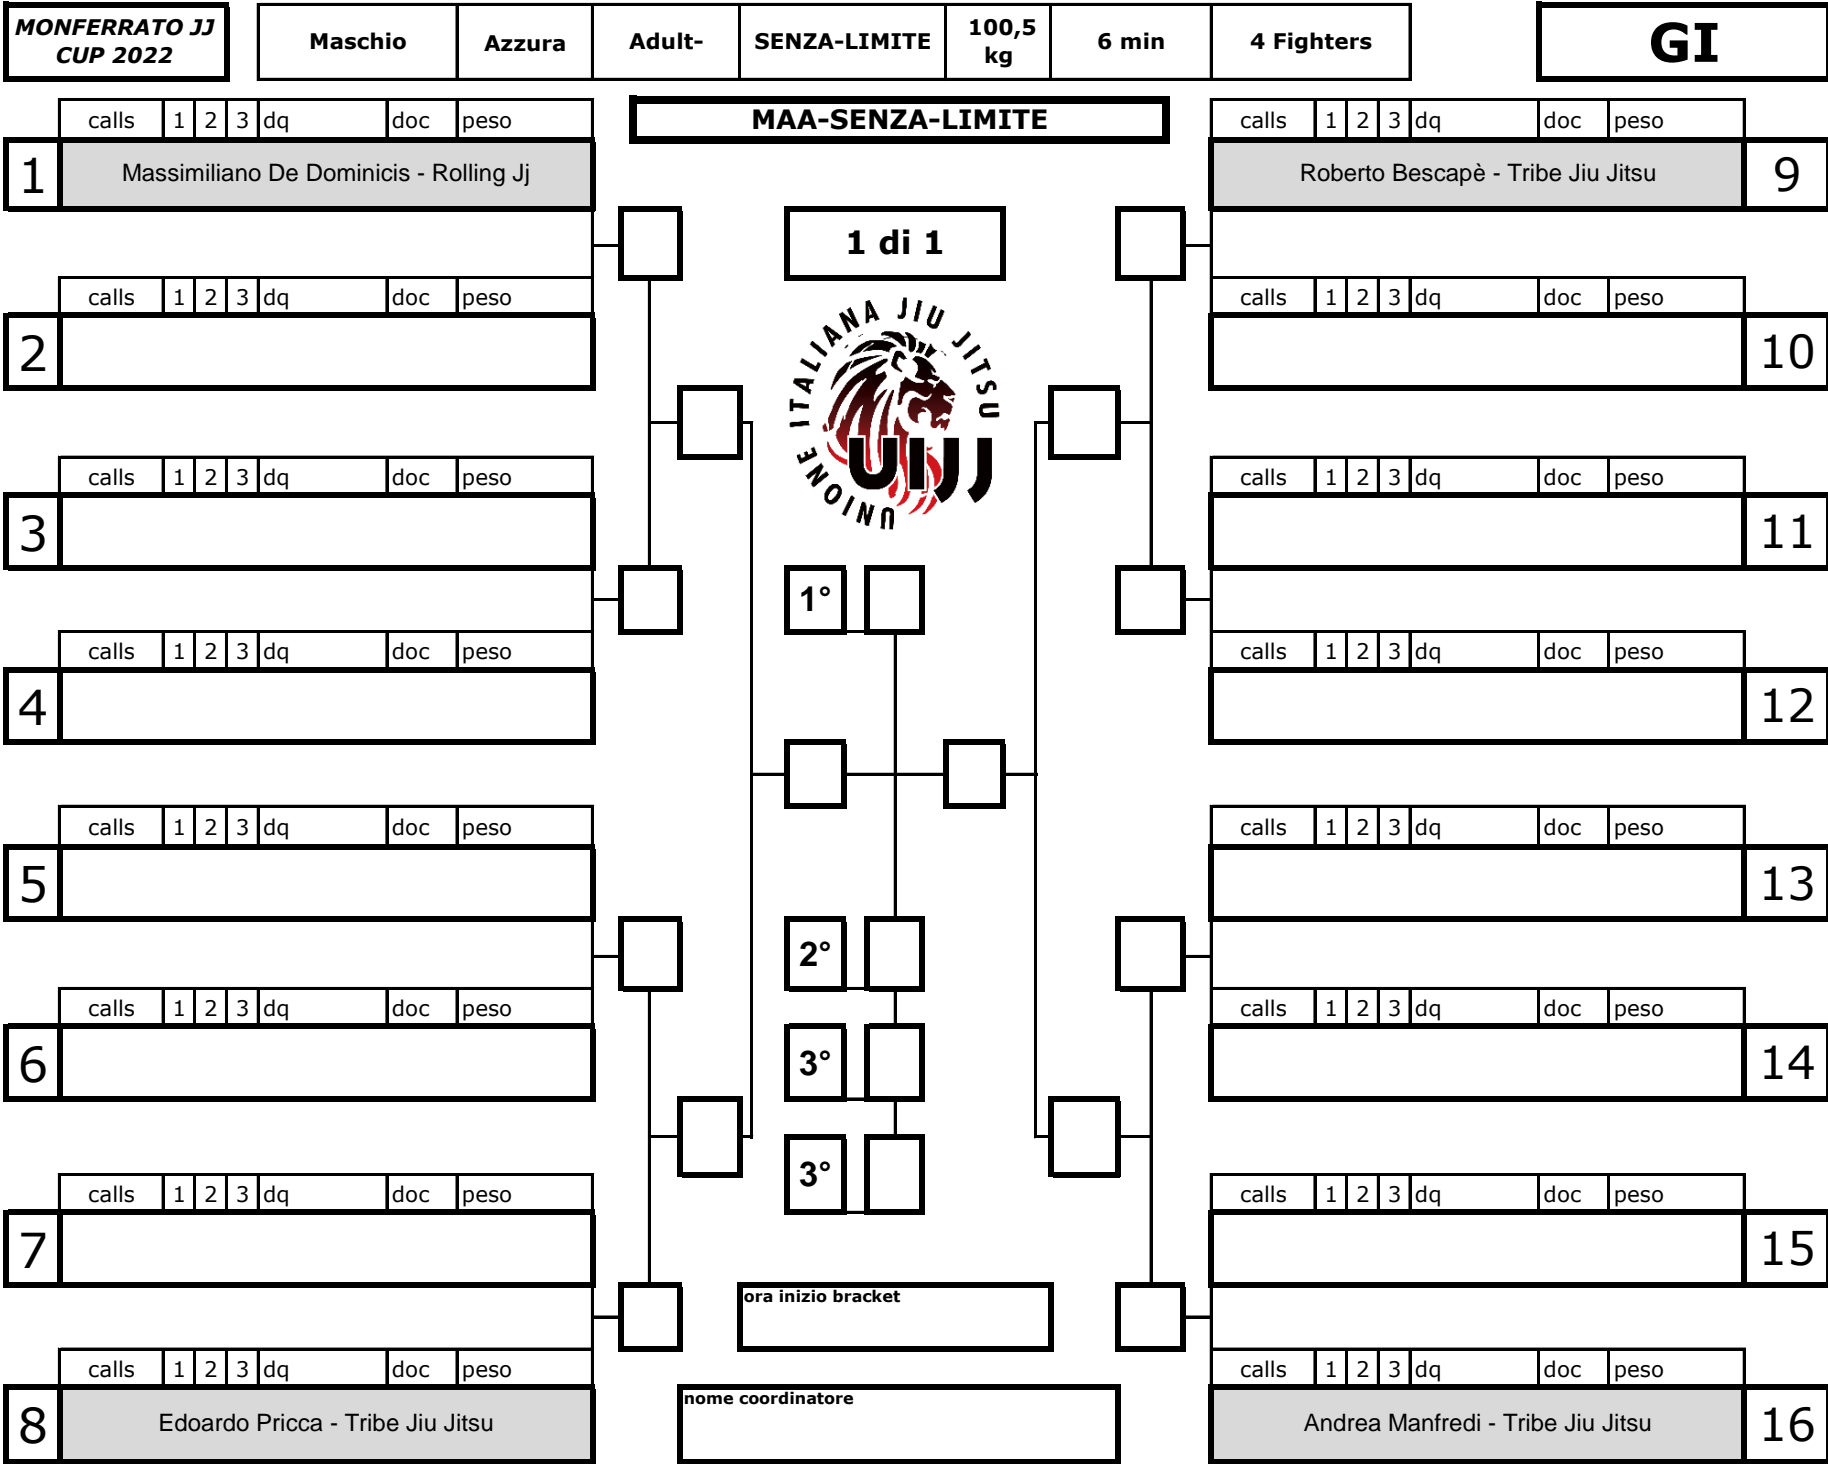 MONFERRATO JJ CUP 2022
Maschio
Azzura
Adult-
SENZA-LIMITE
100,5 kg
6 min
4 Fighters
GI
MAA-SENZA-LIMITE
1 di 1
UNIONE ITALIANA JIU JITSU
UIJJ
calls 1 2 3 dq doc peso
1 Massimiliano De Dominicis - Rolling Jj
calls 1 2 3 dq doc peso
2
calls 1 2 3 dq doc peso
3
calls 1 2 3 dq doc peso
4
calls 1 2 3 dq doc peso
5
calls 1 2 3 dq doc peso
6
calls 1 2 3 dq doc peso
7
calls 1 2 3 dq doc peso
8 Edoardo Pricca - Tribe Jiu Jitsu
1°
2°
3°
3°
ora inizio bracket
nome coordinatore
calls 1 2 3 dq doc peso
Roberto Bescapè - Tribe Jiu Jitsu 9
calls 1 2 3 dq doc peso
10
calls 1 2 3 dq doc peso
11
calls 1 2 3 dq doc peso
12
calls 1 2 3 dq doc peso
13
calls 1 2 3 dq doc peso
14
calls 1 2 3 dq doc peso
15
calls 1 2 3 dq doc peso
Andrea Manfredi - Tribe Jiu Jitsu 16